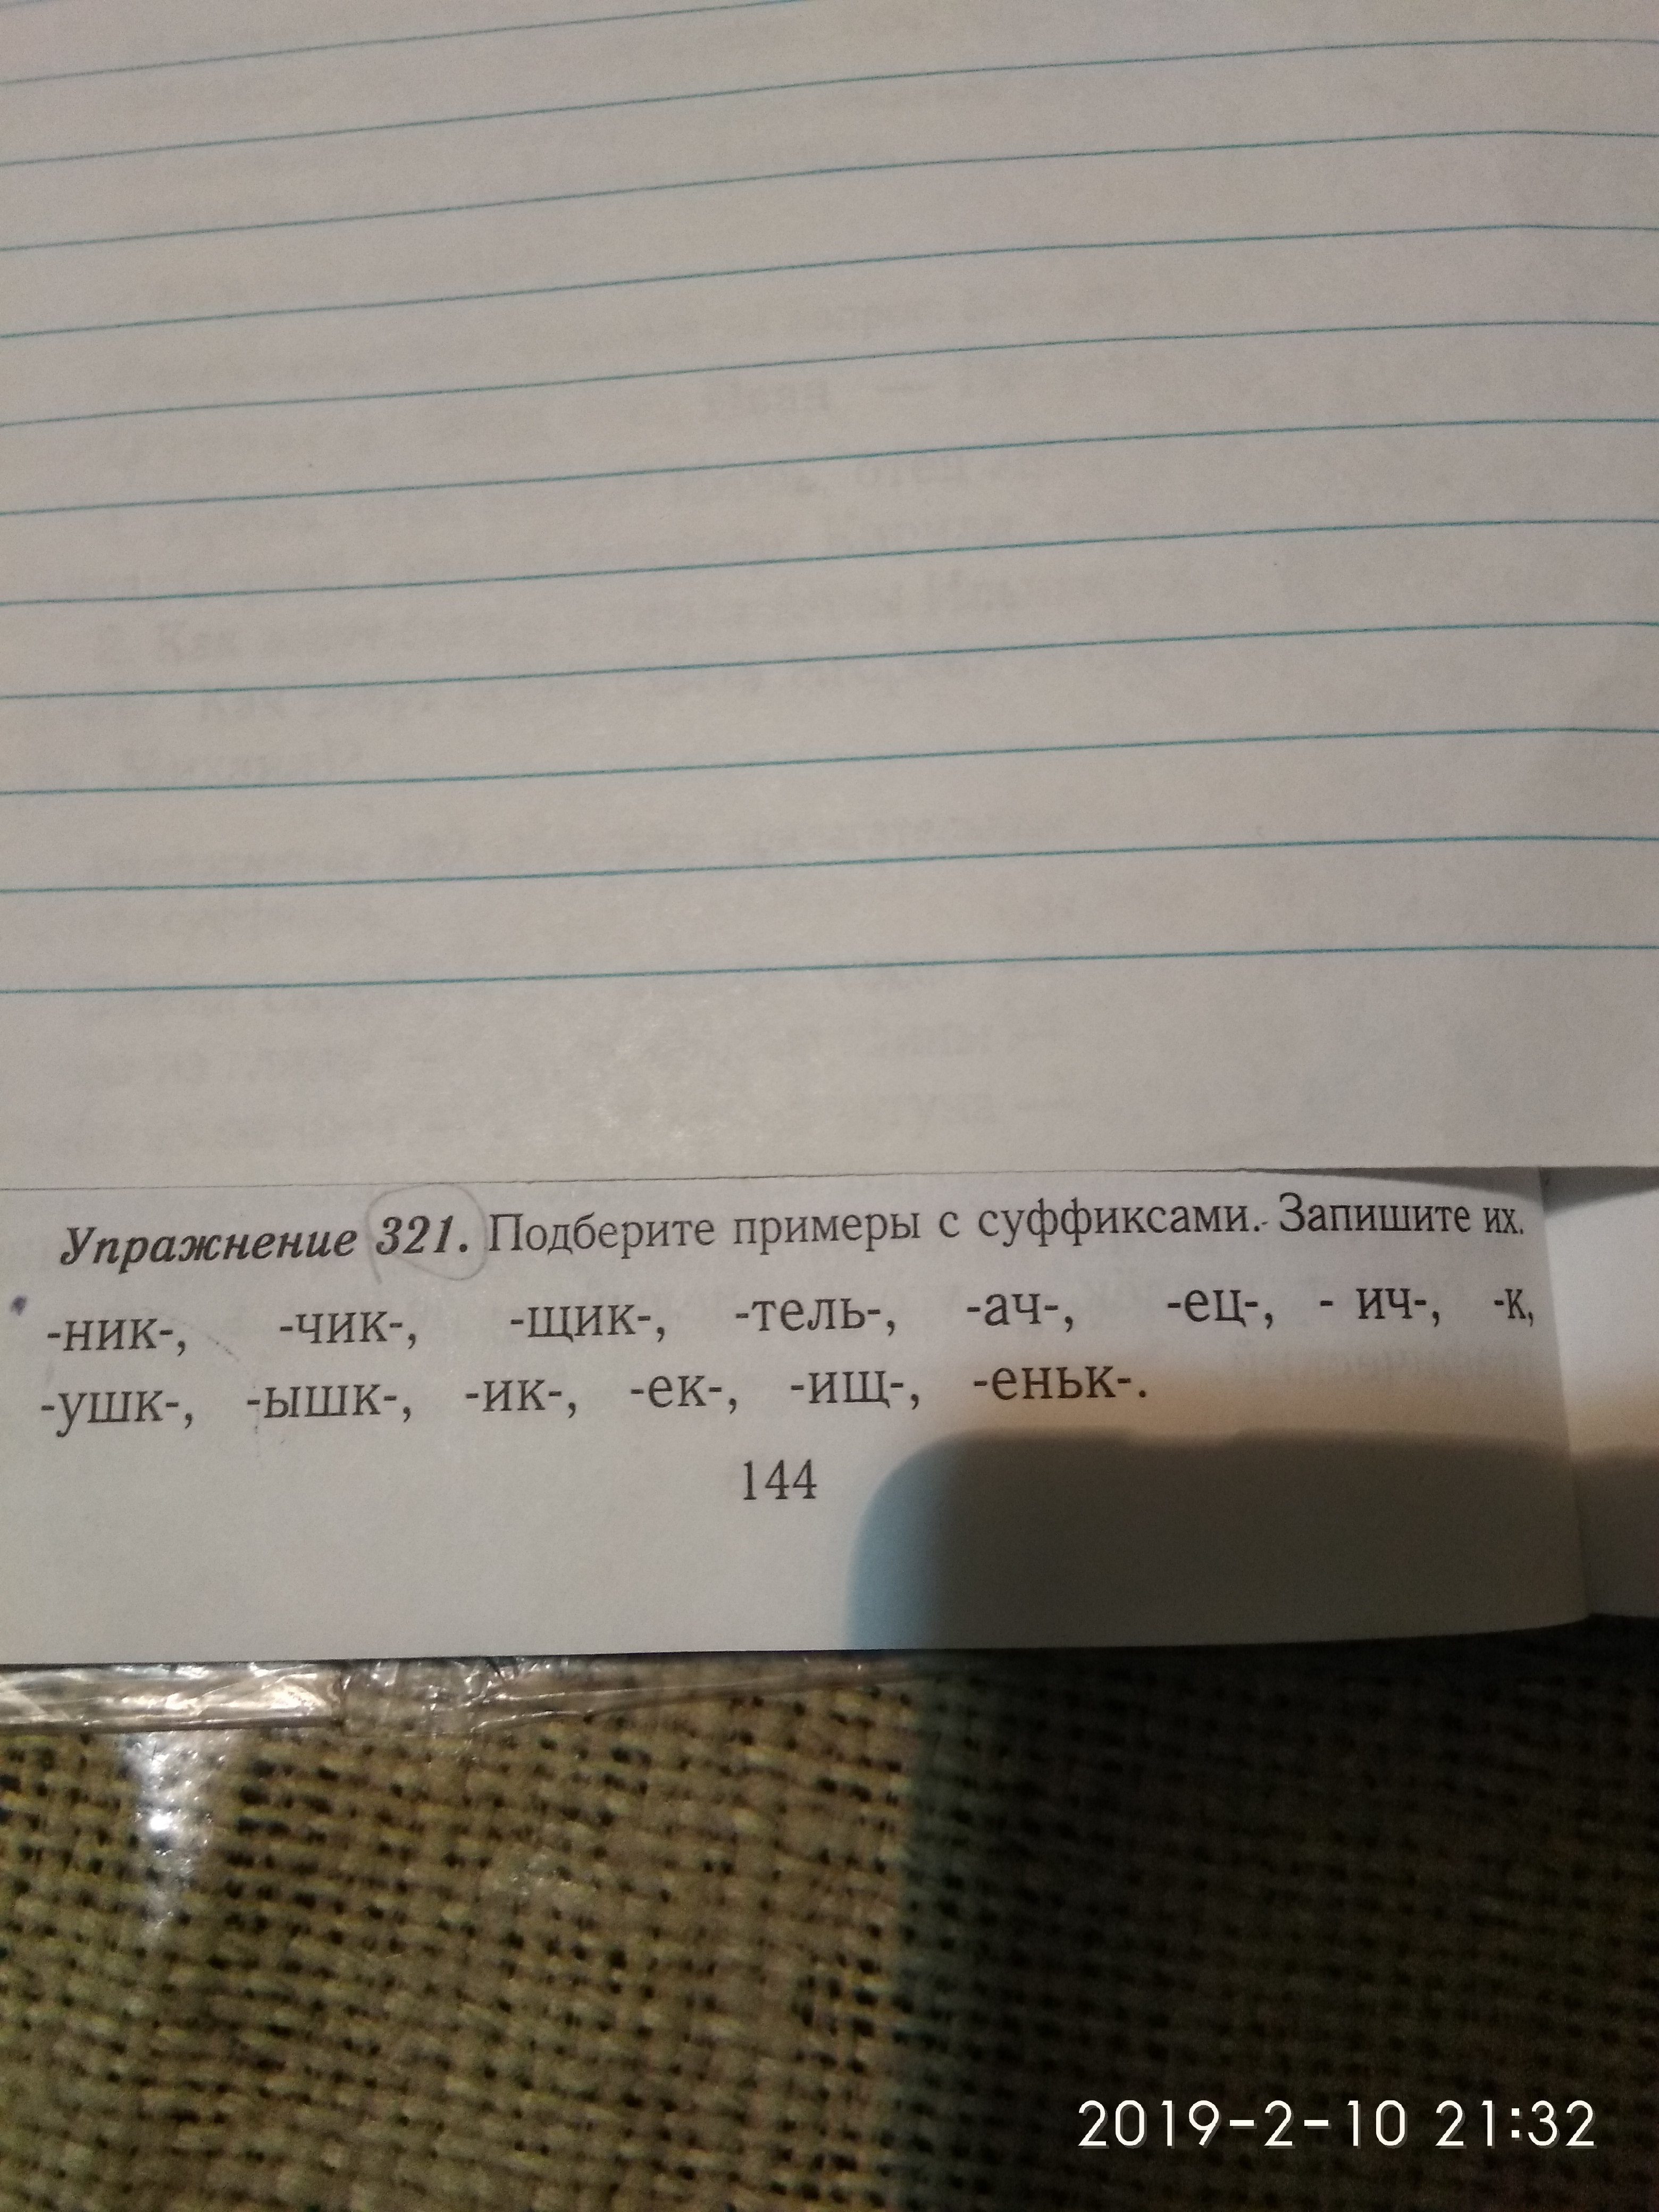 Упражнение 321. Подберите примеры с суффиксами. Запишите их.
-ник-, -чик-, -щик-, -тель-, -ач-, -ец-, - ич-, -к,
-ушк-, -ышк-, -ик-, -ек-, -ищ-, -еньк-.
144
2019-2-10 21:32